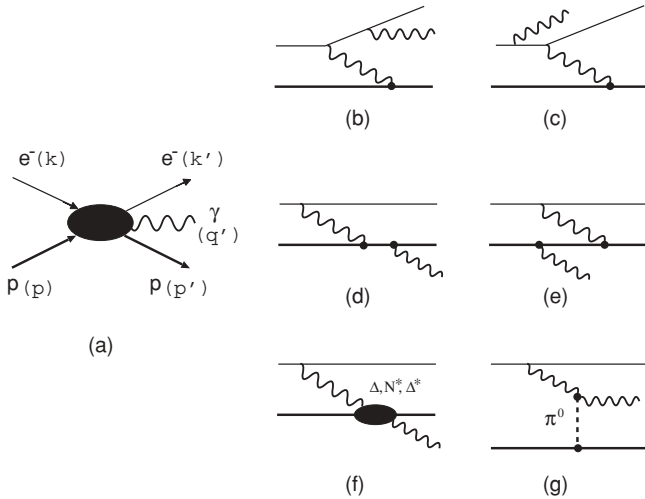 (b)
(c)
e⁻(k) e⁻(k')
γ
(q')
p(p) p(p')
(a)
(d)
(e)
Δ, N*, Δ*
π⁰
(f)
(g)